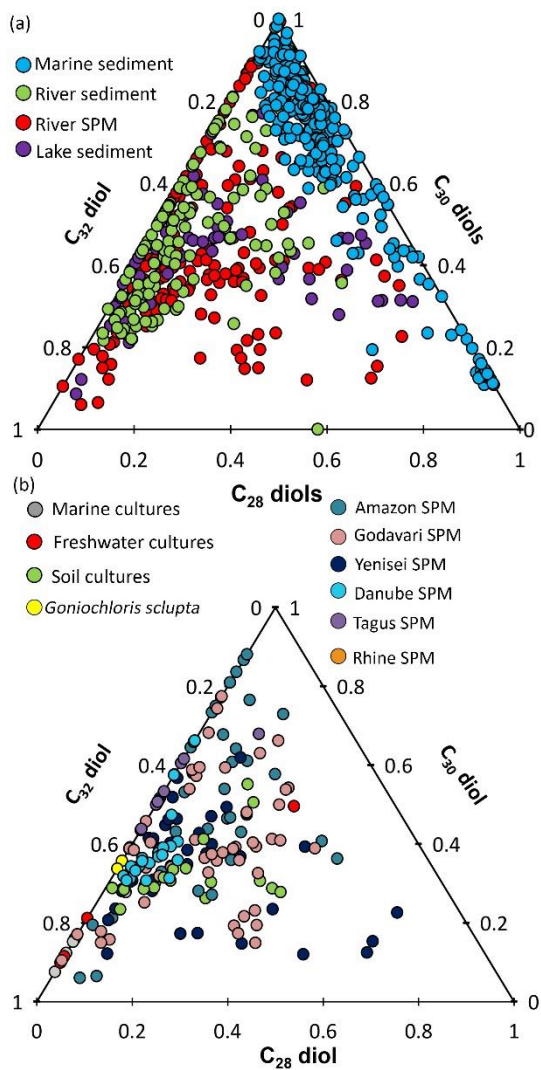 (a)
0 1
Marine sediment
River sediment
River SPM
Lake sediment
0.2 0.8
0.4 0.6
C₃₂ diol C₃₀ diols
0.6 0.4
0.8 0.2
1 0
0 0.2 0.4 0.6 0.8 1
C₂₈ diols
(b)
Marine cultures
Freshwater cultures
Soil cultures
Goniochloris sclupta
Amazon SPM
Godavari SPM
Yenisei SPM
Danube SPM
Tagus SPM
Rhine SPM
0 1
0.2 0.8
0.4 0.6
C₃₂ diol C₃₀ diol
0.6 0.4
0.8 0.2
1 0
0 0.2 0.4 0.6 0.8 1
C₂₈ diol